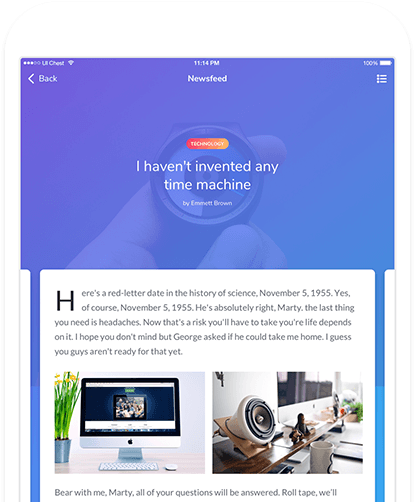 UI Chest
11:14 PM
100%
Back
Newsfeed
TECHNOLOGY
I haven't invented any
time machine
by Emmett Brown
Here's a red-letter date in the history of science, November 5, 1955. Yes,
of course, November 5, 1955. He's absolutely right, Marty. the last thing
you need is headaches. Now that's a risk you'll have to take you're life depends
on it. I hope you don't mind but George asked if he could take me home. I guess
you guys aren't ready for that yet.
Bear with me, Marty, all of your questions will be answered. Roll tape, we'll